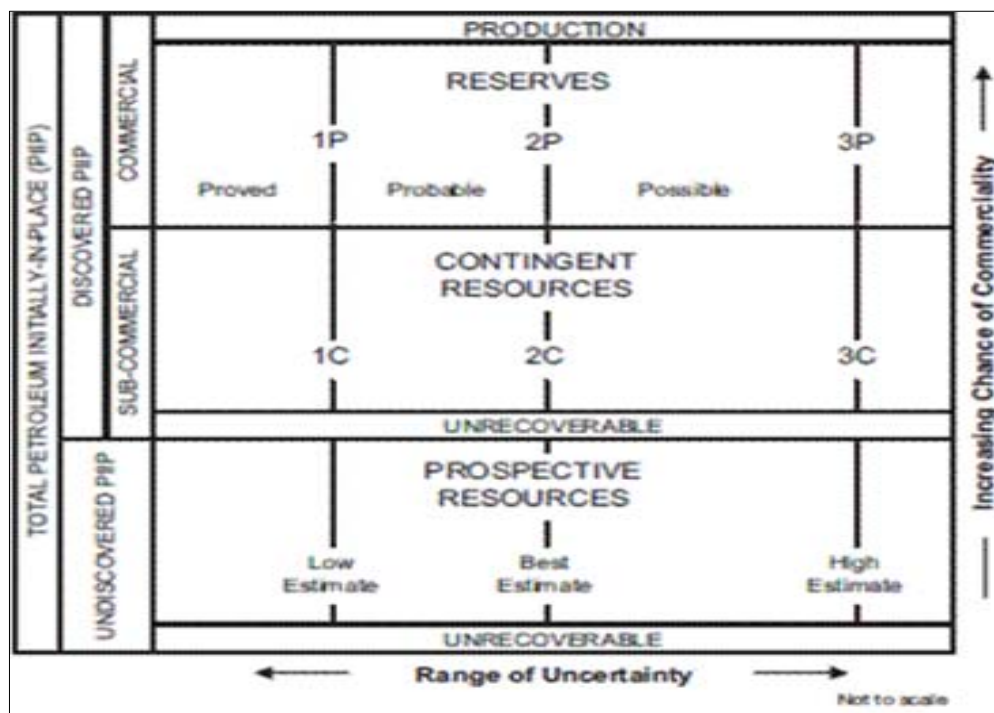 TOTAL PETROLEUM INITIALLY-IN-PLACE (PIIP)
DISCOVERED PIIP
UNDISCOVERED PIIP
COMMERCIAL
SUB-COMMERCIAL
PRODUCTION
RESERVES
1P 2P 3P
Proved Probable Possible
CONTINGENT
RESOURCES
1C 2C 3C
UNRECOVERABLE
PROSPECTIVE
RESOURCES
Low Best High
Estimate Estimate Estimate
UNRECOVERABLE
Range of Uncertainty
Not to scale
Increasing Chance of Commerciality